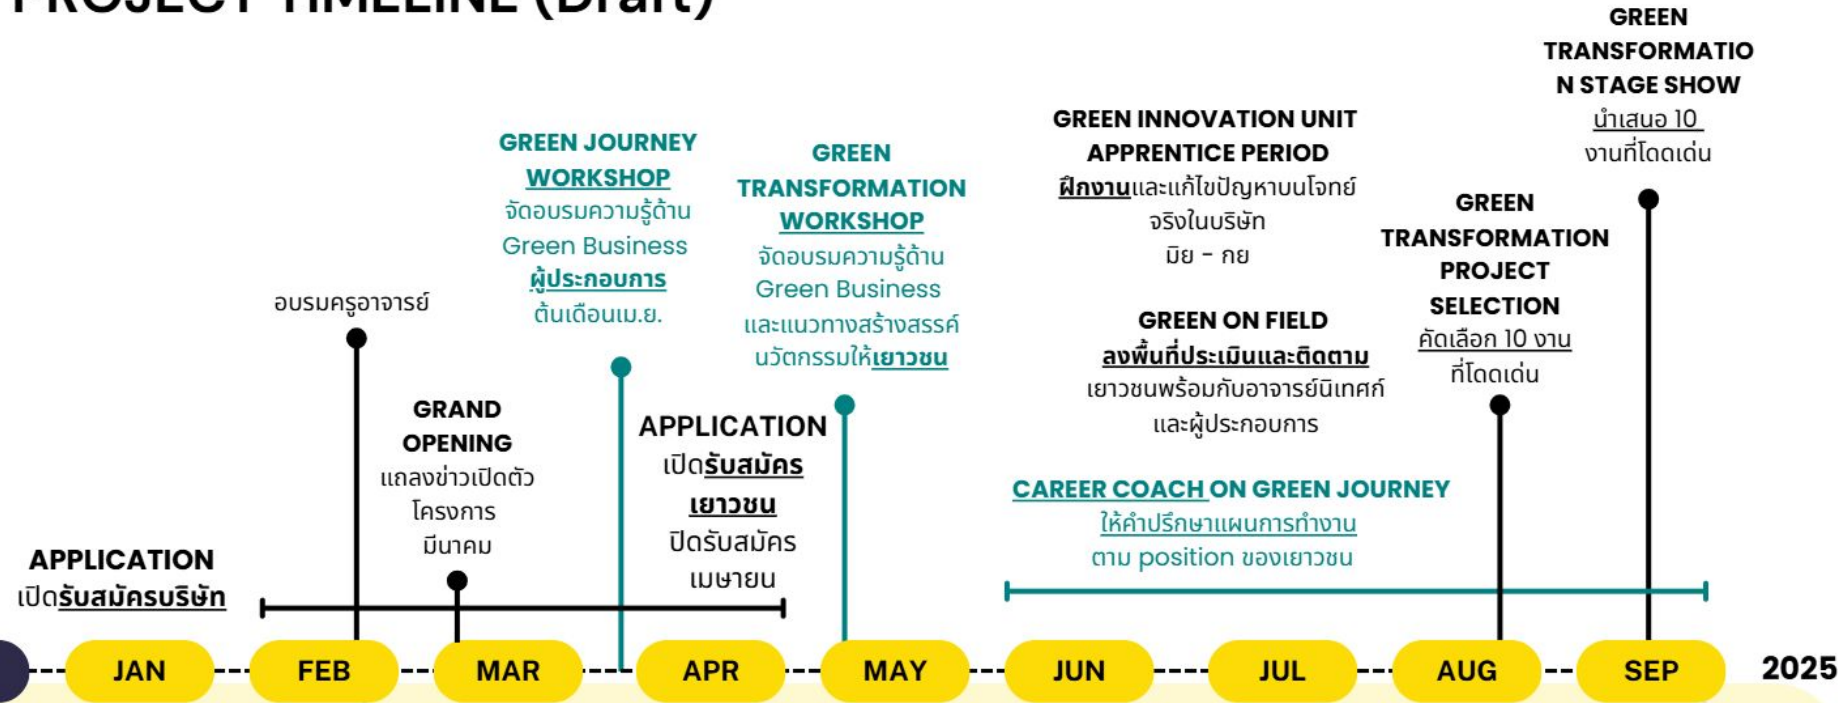 PROJECT TIMELINE (Draft)
APPLICATION
เปิดรับสมัครบริษัท
อบรมครูอาจารย์
GRAND
OPENING
แถลงข่าวเปิดตัว
โครงการ
มีนาคม
GREEN JOURNEY
WORKSHOP
จัดอบรมความรู้ด้าน
Green Business
ผู้ประกอบการ
ต้นเดือนเม.ย.
APPLICATION
เปิดรับสมัคร
เยาวชน
ปิดรับสมัคร
เมษายน
GREEN
TRANSFORMATION
WORKSHOP
จัดอบรมความรู้ด้าน
Green Business
และแนวทางสร้างสรรค์
นวัตกรรมให้เยาวชน
GREEN INNOVATION UNIT
APPRENTICE PERIOD
ฝึกงานและแก้ไขปัญหาบนโจทย์
จริงในบริษัท
มิย - กย
GREEN ON FIELD
ลงพื้นที่ประเมินและติดตาม
เยาวชนพร้อมกับอาจารย์นิเทศก์
และผู้ประกอบการ
CAREER COACH ON GREEN JOURNEY
ให้คำปรึกษาแผนการทำงาน
ตาม position ของเยาวชน
GREEN
TRANSFORMATION
PROJECT
SELECTION
คัดเลือก 10 งาน
ที่โดดเด่น
GREEN
TRANSFORMATIO
N STAGE SHOW
นำเสนอ 10
งานที่โดดเด่น
JAN FEB MAR APR MAY JUN JUL AUG SEP 2025